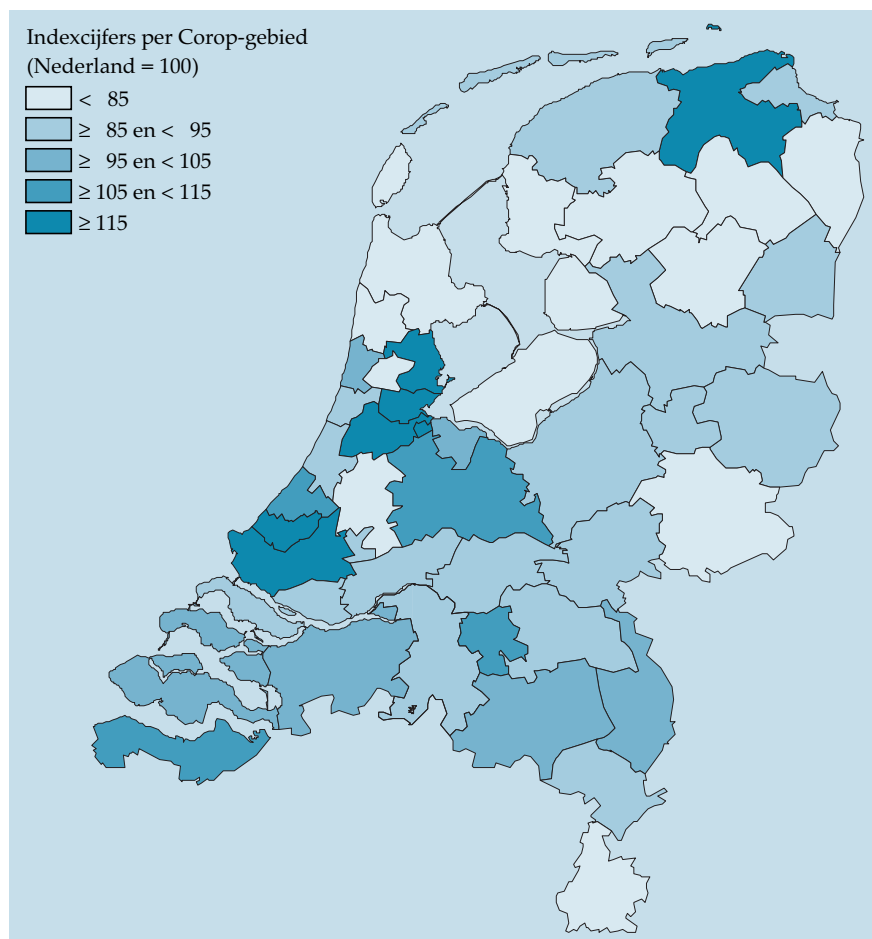 Indexcijfers per Corop-gebied
(Nederland = 100)
< 85
≥ 85 en < 95
≥ 95 en < 105
≥ 105 en < 115
≥ 115